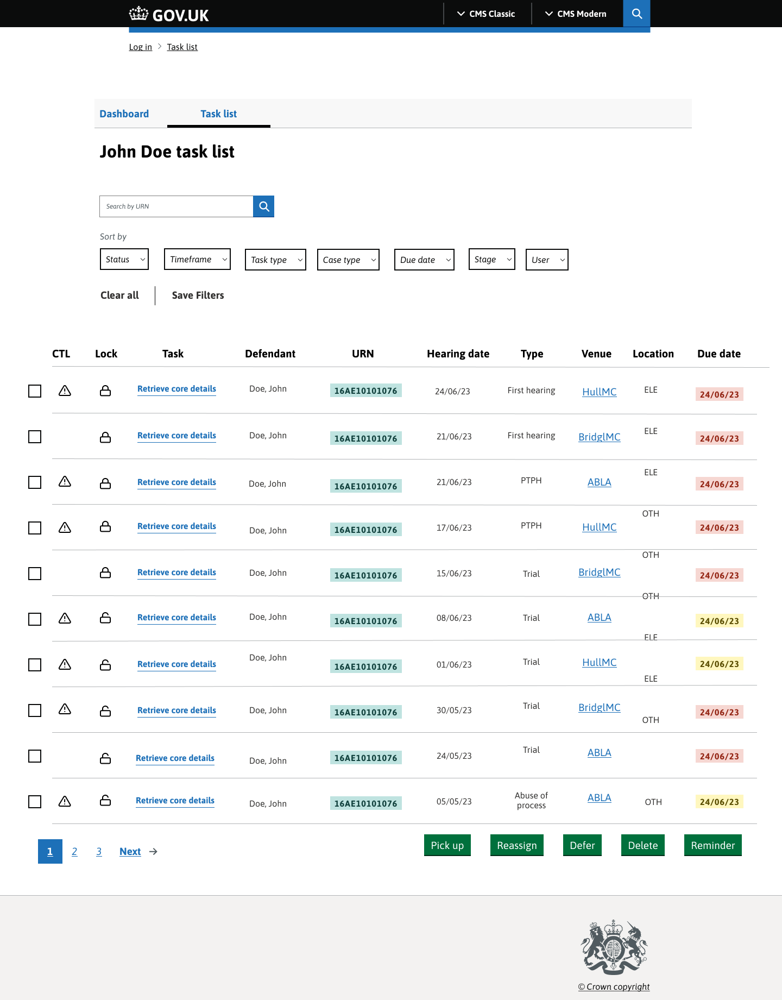 GOV.UK CMS Classic CMS Modern
Log in Task list
Dashboard Task list
John Doe task list
Search by URN
Sort by
Status Timeframe Task type Case type Due date Stage User
Clear all Save Filters
CTL Lock Task Defendant URN Hearing date Type Venue Location Due date
Retrieve core details Doe, John 16AE10101076 24/06/23 First hearing HullMC ELE 24/06/23
Retrieve core details Doe, John 16AE10101076 21/06/23 First hearing BridglMC ELE 24/06/23
Retrieve core details Doe, John 16AE10101076 21/06/23 PTPH ABLA ELE 24/06/23
Retrieve core details Doe, John 16AE10101076 17/06/23 PTPH HullMC OTH 24/06/23
Retrieve core details Doe, John 16AE10101076 15/06/23 Trial BridglMC OTH 24/06/23
Retrieve core details Doe, John 16AE10101076 08/06/23 Trial ABLA OTH 24/06/23
Retrieve core details Doe, John 16AE10101076 01/06/23 Trial HullMC ELE 24/06/23
ELE
Retrieve core details Doe, John 16AE10101076 30/05/23 Trial BridglMC OTH 24/06/23
Retrieve core details Doe, John 16AE10101076 24/05/23 Trial ABLA 24/06/23
Retrieve core details Doe, John 16AE10101076 05/05/23 Abuse of ABLA OTH 24/06/23
process
1 2 3 Next Pick up Reassign Defer Delete Reminder
© Crown copyright